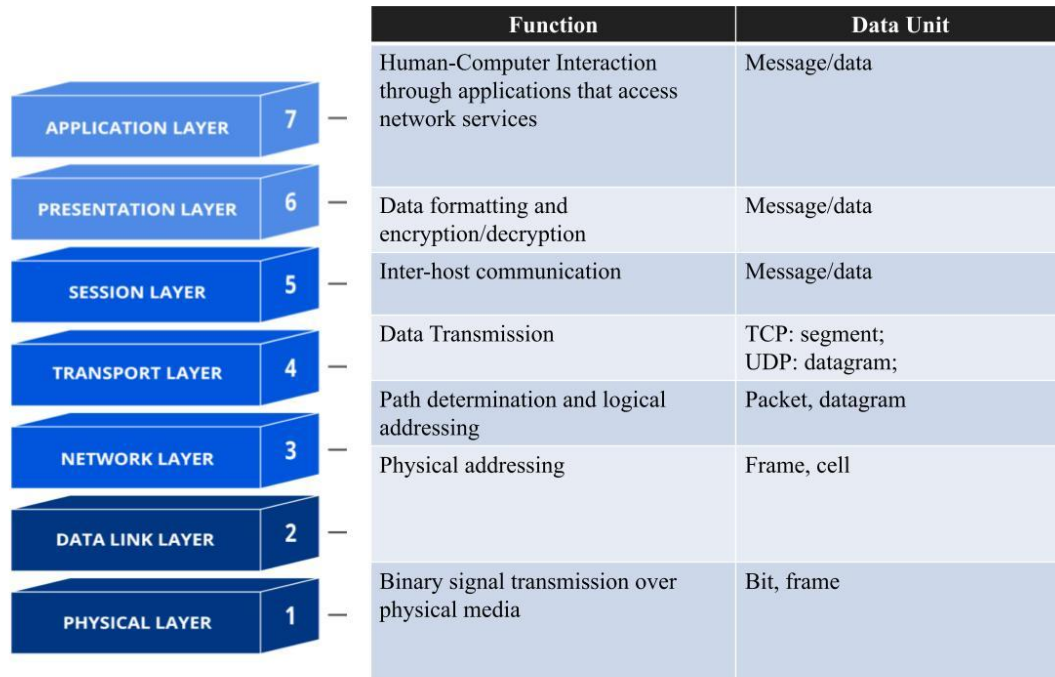 Function
Data Unit
Human-Computer Interaction
through applications that access
network services
Message/data
APPLICATION LAYER
7
PRESENTATION LAYER
6
Data formatting and
encryption/decryption
Message/data
SESSION LAYER
5
Inter-host communication
Message/data
TRANSPORT LAYER
4
Data Transmission
TCP: segment;
UDP: datagram;
NETWORK LAYER
3
Path determination and logical
addressing
Packet, datagram
DATA LINK LAYER
2
Physical addressing
Frame, cell
PHYSICAL LAYER
1
Binary signal transmission over
physical media
Bit, frame